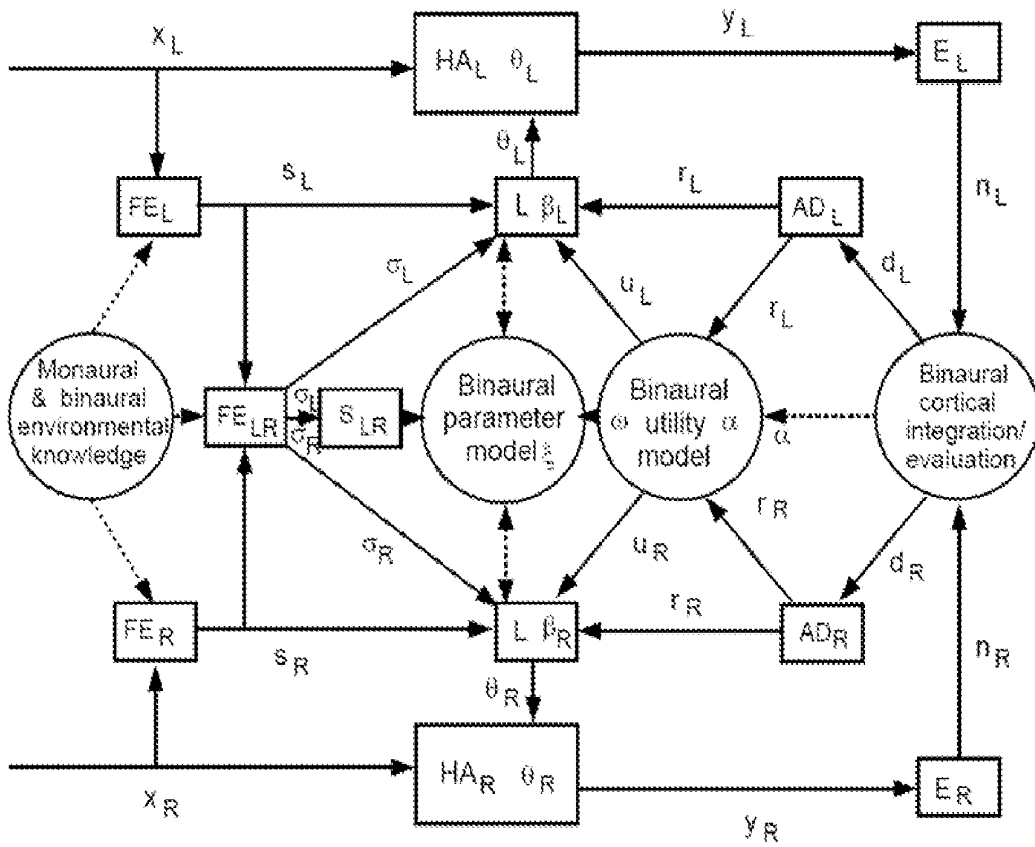 x_L
y_L
HA_L θ_L
E_L
θ_L
s_L
r_L
n_L
FE_L
L β_L
AD_L
σ_L
u_L
d_L
r_L
Monaural
& binaural
environmental
knowledge
FE_LR
σ_L
σ_R
S_LR
Binaural
parameter
model
Binaural
ω utility α
model
α
Binaural
cortical
integration/
evaluation
r_R
σ_R
u_R
d_R
FE_R
s_R
L β_R
r_R
AD_R
n_R
θ_R
HA_R θ_R
E_R
x_R
y_R